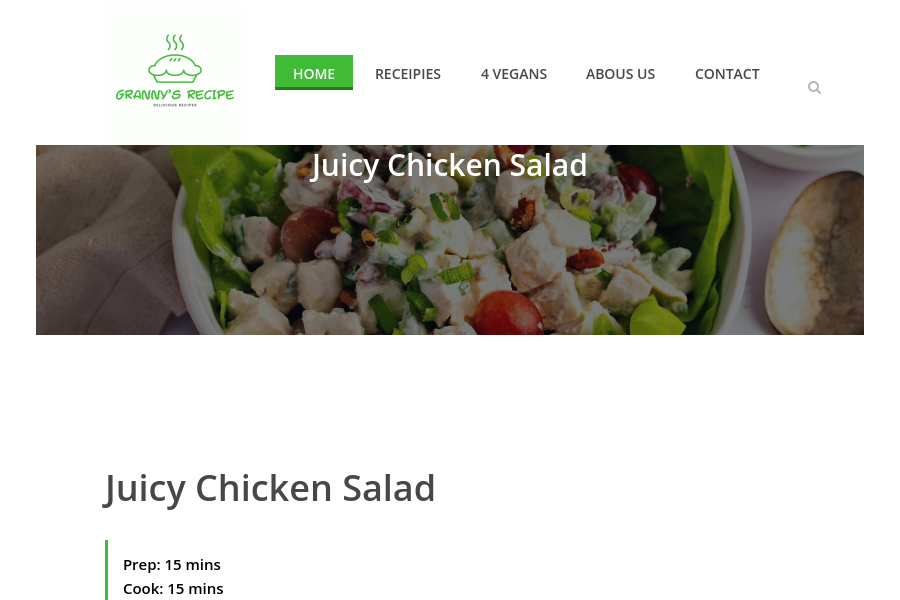 GRANNY'S RECIPE
DELICIOUS RECIPES
HOME
RECEIPIES
4 VEGANS
ABOUS US
CONTACT
Juicy Chicken Salad
Juicy Chicken Salad
Prep: 15 mins
Cook: 15 mins